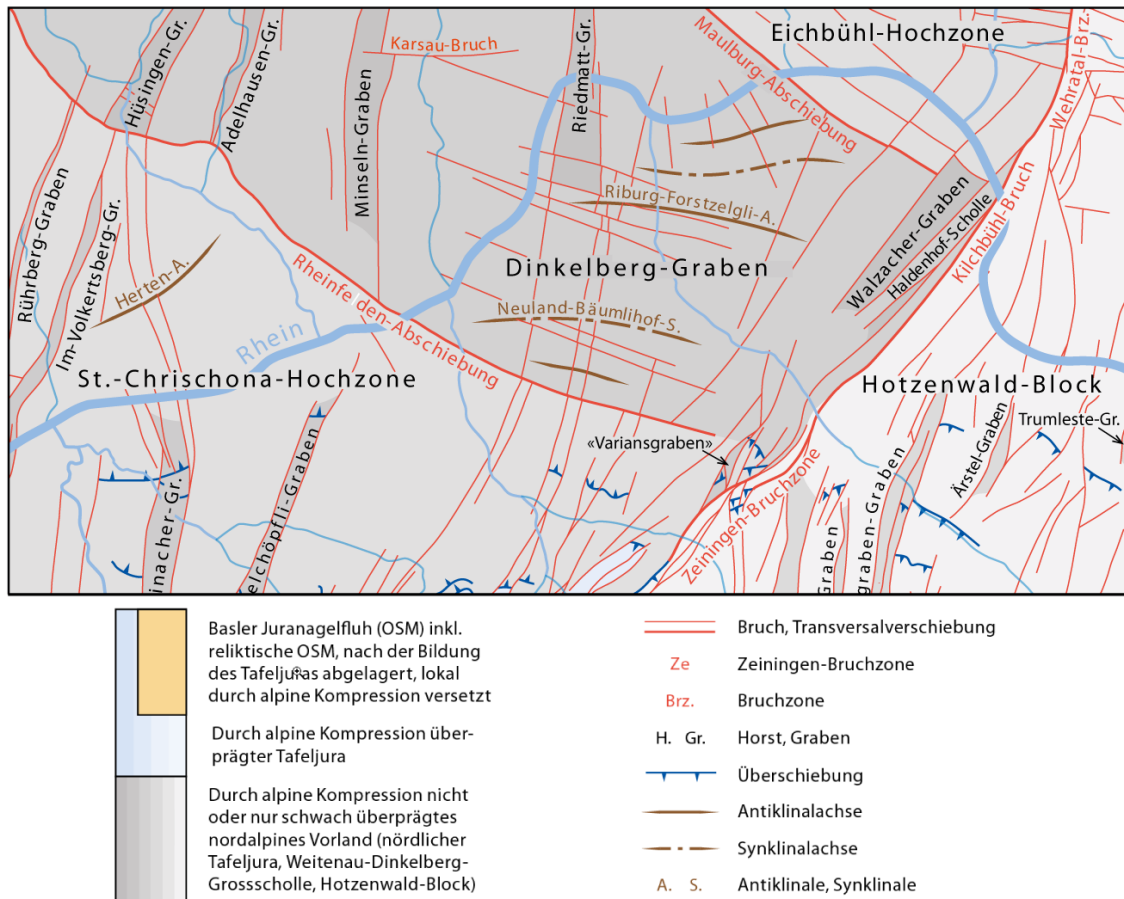 Hüsingen-Gr.
Adelhausen-Gr.
Karsau-Bruch
Minseln-Graben
Riedmatt-Gr.
Maulburg-Abschiebung
Eichbühl-Hochzone
Wehratal-Brz.
Rührberg-Graben
Im-Volkertsberg-Gr.
Herten-A.
Rhein
Rheinfelden-Abschiebung
Riburg-Forstzelgli-A.
Dinkelberg-Graben
Neuland-Bäumlihof-S.
Walzacher-Graben
Haldenhof-Scholle
Kilchbühl-Bruch
St.-Chrischona-Hochzone
Hotzenwald-Block
Trumleste-Gr.
«Variansgraben»
Zeiningen-Bruchzone
Ärstel-Graben
inacher-Gr.
elchöpfli-Graben
Graben
graben-Graben
Basler Juranagelfluh (OSM) inkl.
reliktische OSM, nach der Bildung
des Tafeljuras abgelagert, lokal
durch alpine Kompression versetzt
Durch alpine Kompression über-
prägter Tafeljura
Durch alpine Kompression nicht
oder nur schwach überprägtes
nordalpines Vorland (nördlicher
Tafeljura, Weitenau-Dinkelberg-
Grossscholle, Hotzenwald-Block)
Bruch, Transversalverschiebung
Ze Zeiningen-Bruchzone
Brz. Bruchzone
H. Gr. Horst, Graben
Überschiebung
Antiklinalachse
Synklinalachse
A. S. Antiklinale, Synklinale